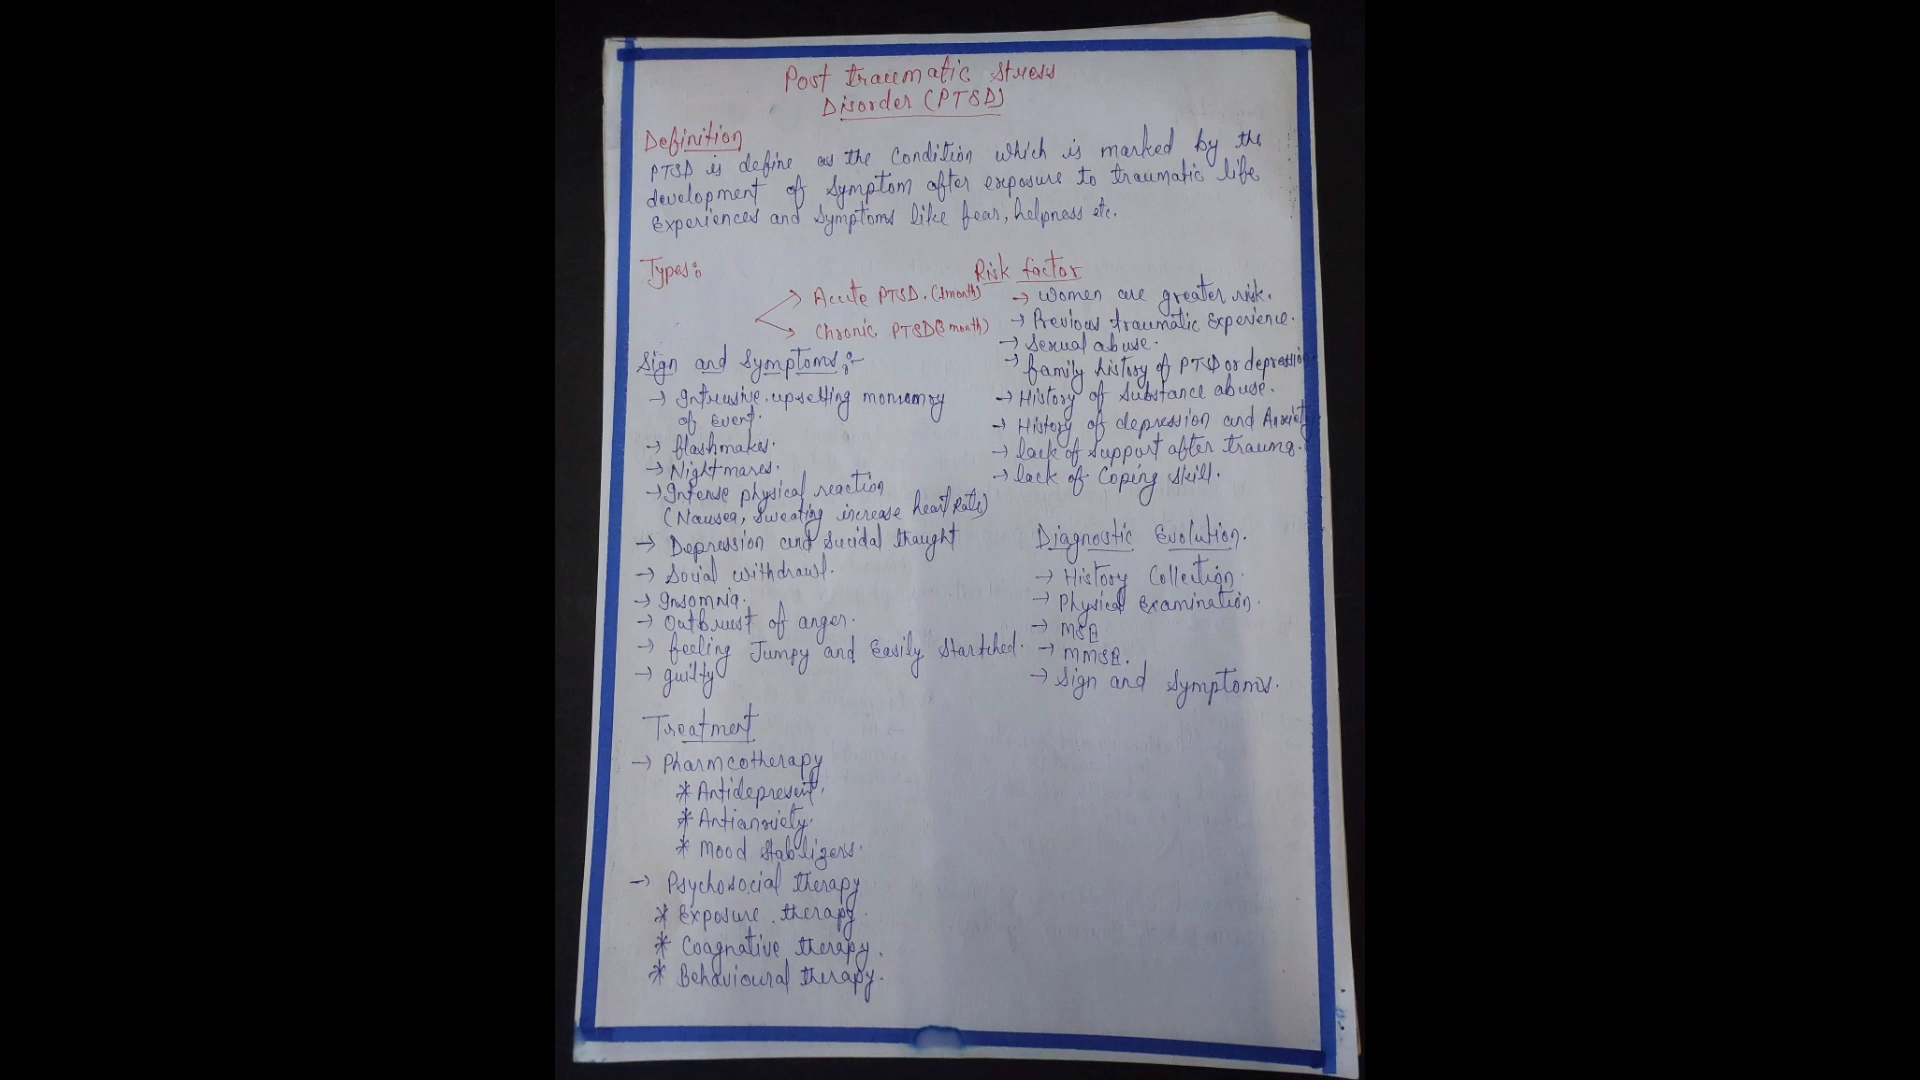 Post traumatic stress
Disorder (PTSD)
Definition
PTSD is define as the Condition which is marked by the
development of symptom after exposure to traumatic life
Experiences and symptoms like fear, helpness etc.
Types:
→ Acute PTSD. (1month)
→ Chronic PTSD(3 month)
Sign and Symptoms:-
→ Intrusive, upsetting momemory
of Event.
→ flashmakes.
→ Nightmares.
→ Intense physical reaction
(Nausea, sweating increase heart Rate)
→ Depression and sucidal thaught
→ Social withdrawl.
→ Insomnia.
→ Outbrust of anger.
→ feeling Jumpy and Easily Startched.
→ guilty
Risk factor
→ Women are greater risk.
→ Previous traumatic Experience.
→ Sexual abuse.
→ family history of PTSD or depression
→ History of Substance abuse.
→ History of depression and Anxiety
→ lack of support after trauma.
→ lack of Coping skill.
Diagnostic Evolution.
→ History Collection.
→ Physical Examination.
→ MSE
→ MMSE.
→ Sign and Symptoms.
Treatment
→ Pharmcotherapy
* Antidepresent.
* Antianxiety.
* Mood Stabilizers.
→ Psychosocial therapy
* Exposure therapy.
* Coagnative therapy.
* Behavioural therapy.